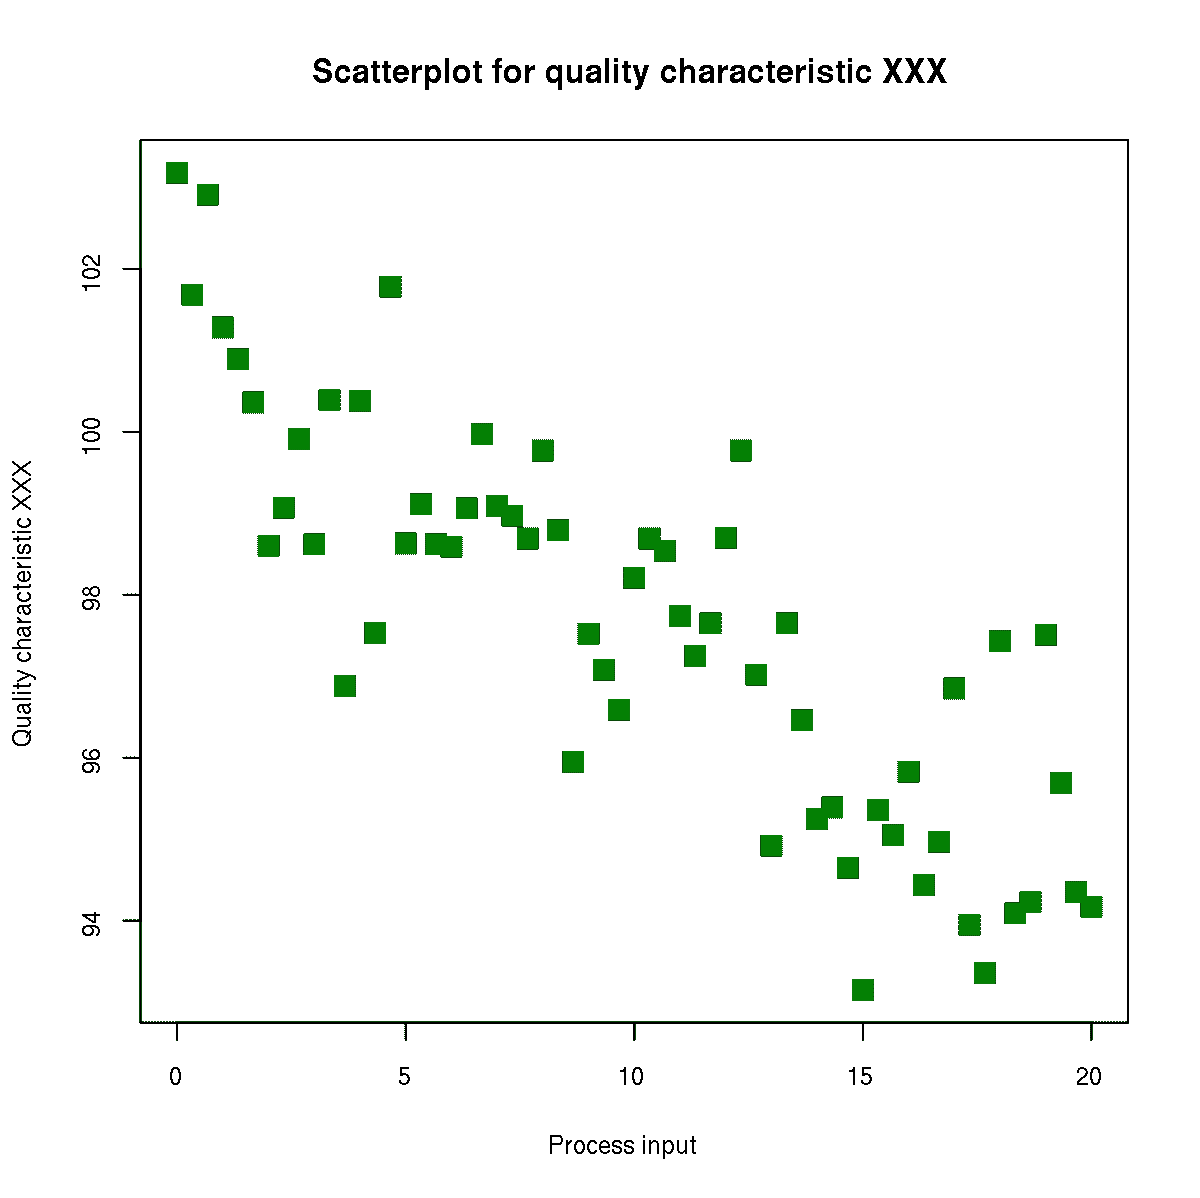 Scatterplot for quality characteristic XXX
Quality characteristic XXX
102
100
98
96
94
0 5 10 15 20
Process input